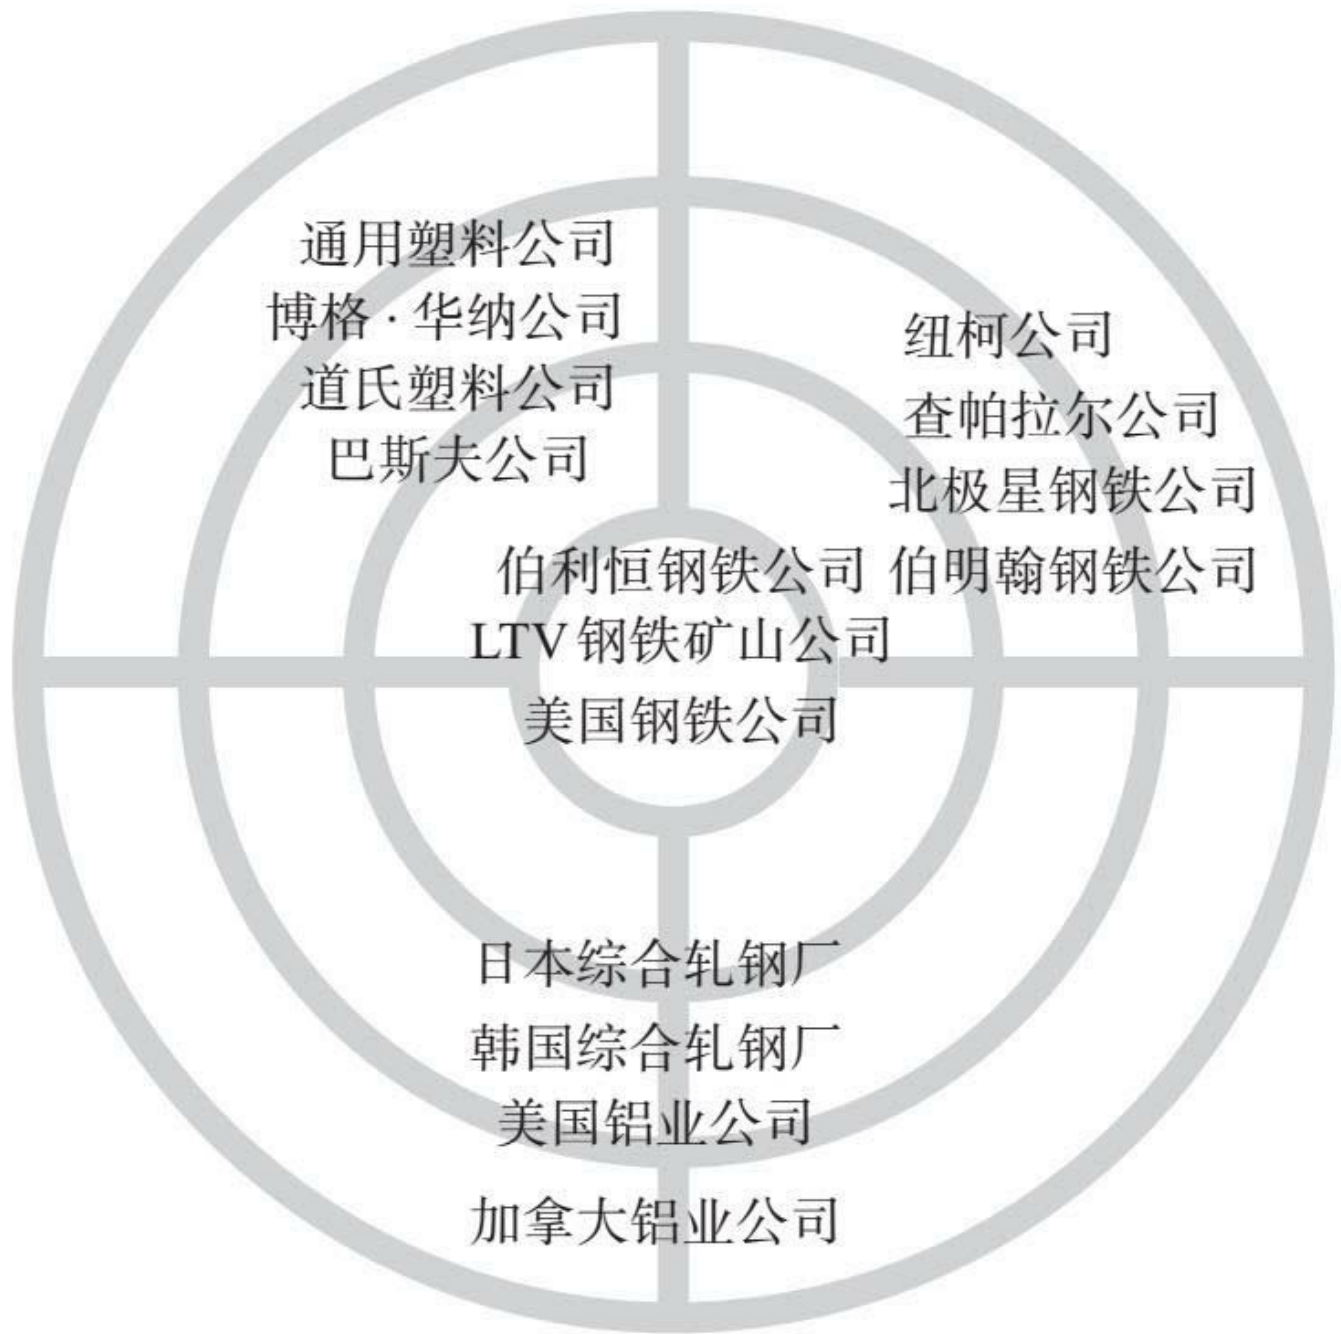 通用塑料公司
博格·华纳公司
道氏塑料公司
巴斯夫公司
纽柯公司
查帕拉尔公司
北极星钢铁公司
伯明翰钢铁公司
伯利恒钢铁公司
LTV钢铁矿山公司
美国钢铁公司
日本综合轧钢厂
韩国综合轧钢厂
美国铝业公司
加拿大铝业公司